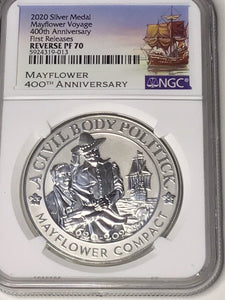 2020 Silver Medal
Mayflower Voyage
400th Anniversary
First Releases
REVERSE PF 70
5924319-013
MAYFLOWER
400TH ANNIVERSARY
NGC
A CIVIL BODY POLITICK
MAYFLOWER COMPACT